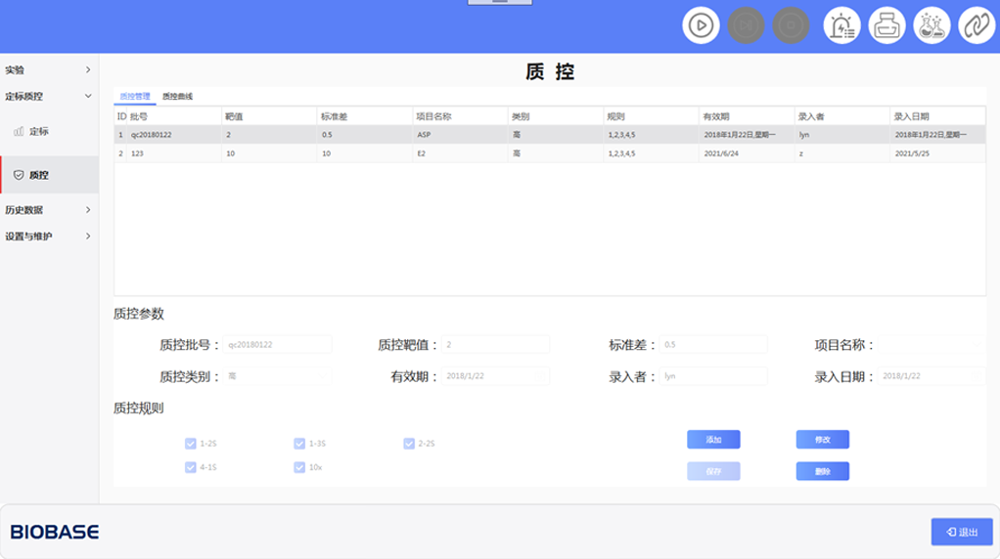 质 控
实验
定标质控
定标
质控
历史数据
设置与维护
质控管理 质控曲线
ID 批号 靶值 标准差 项目名称 类别 规则 有效期 录入者 录入日期
1 qc20180122 2 0.5 ASP 高 1,2,3,4,5 2018年1月22日,星期一 lyn 2018年1月22日,星期一
2 123 10 10 E2 高 1,2,3,4,5 2021/6/24 z 2021/5/25
质控参数
质控批号： qc20180122 质控靶值： 2 标准差： 0.5 项目名称：
质控类别： 高 有效期： 2018/1/22 录入者： lyn 录入日期： 2018/1/22
质控规则
1-2S 1-3S 2-2S 添加 修改
4-1S 10x 保存 删除
BIOBASE 退出